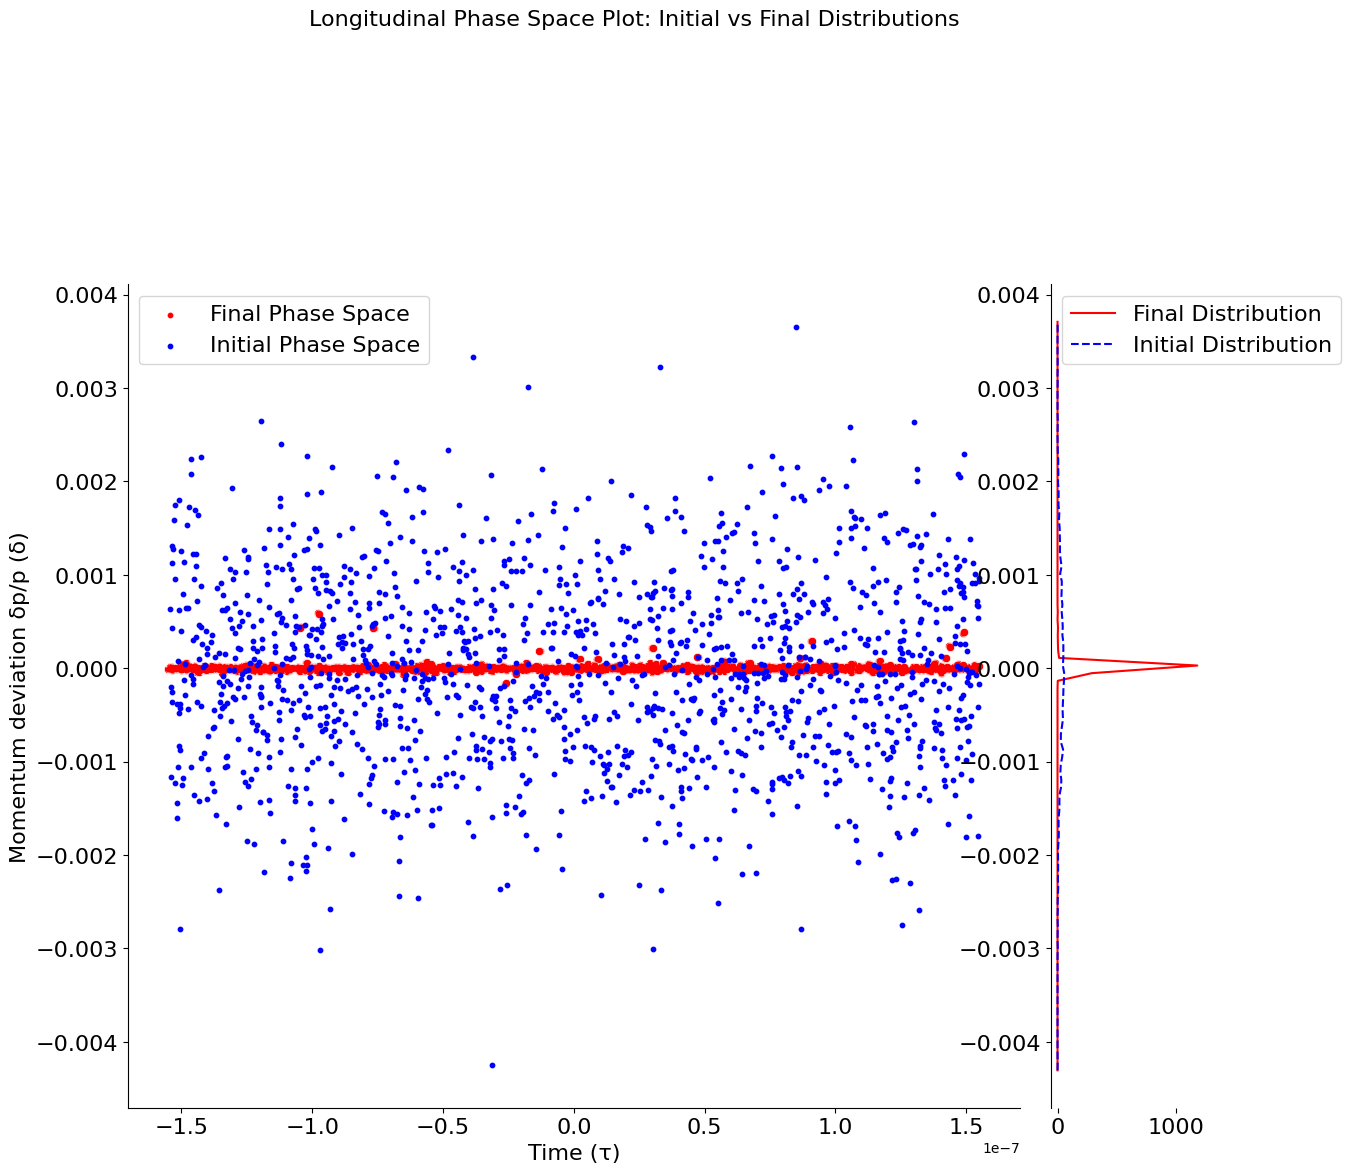 Longitudinal Phase Space Plot: Initial vs Final Distributions
Final Phase Space
Initial Phase Space
Final Distribution
Initial Distribution
Momentum deviation δp/p (δ)
0.004
0.003
0.002
0.001
0.000
−0.001
−0.002
−0.003
−0.004
0.004
0.003
0.002
0.001
0.000
−0.001
−0.002
−0.003
−0.004
−1.5 −1.0 −0.5 0.0 0.5 1.0 1.5
1e-7
Time (τ)
0 1000